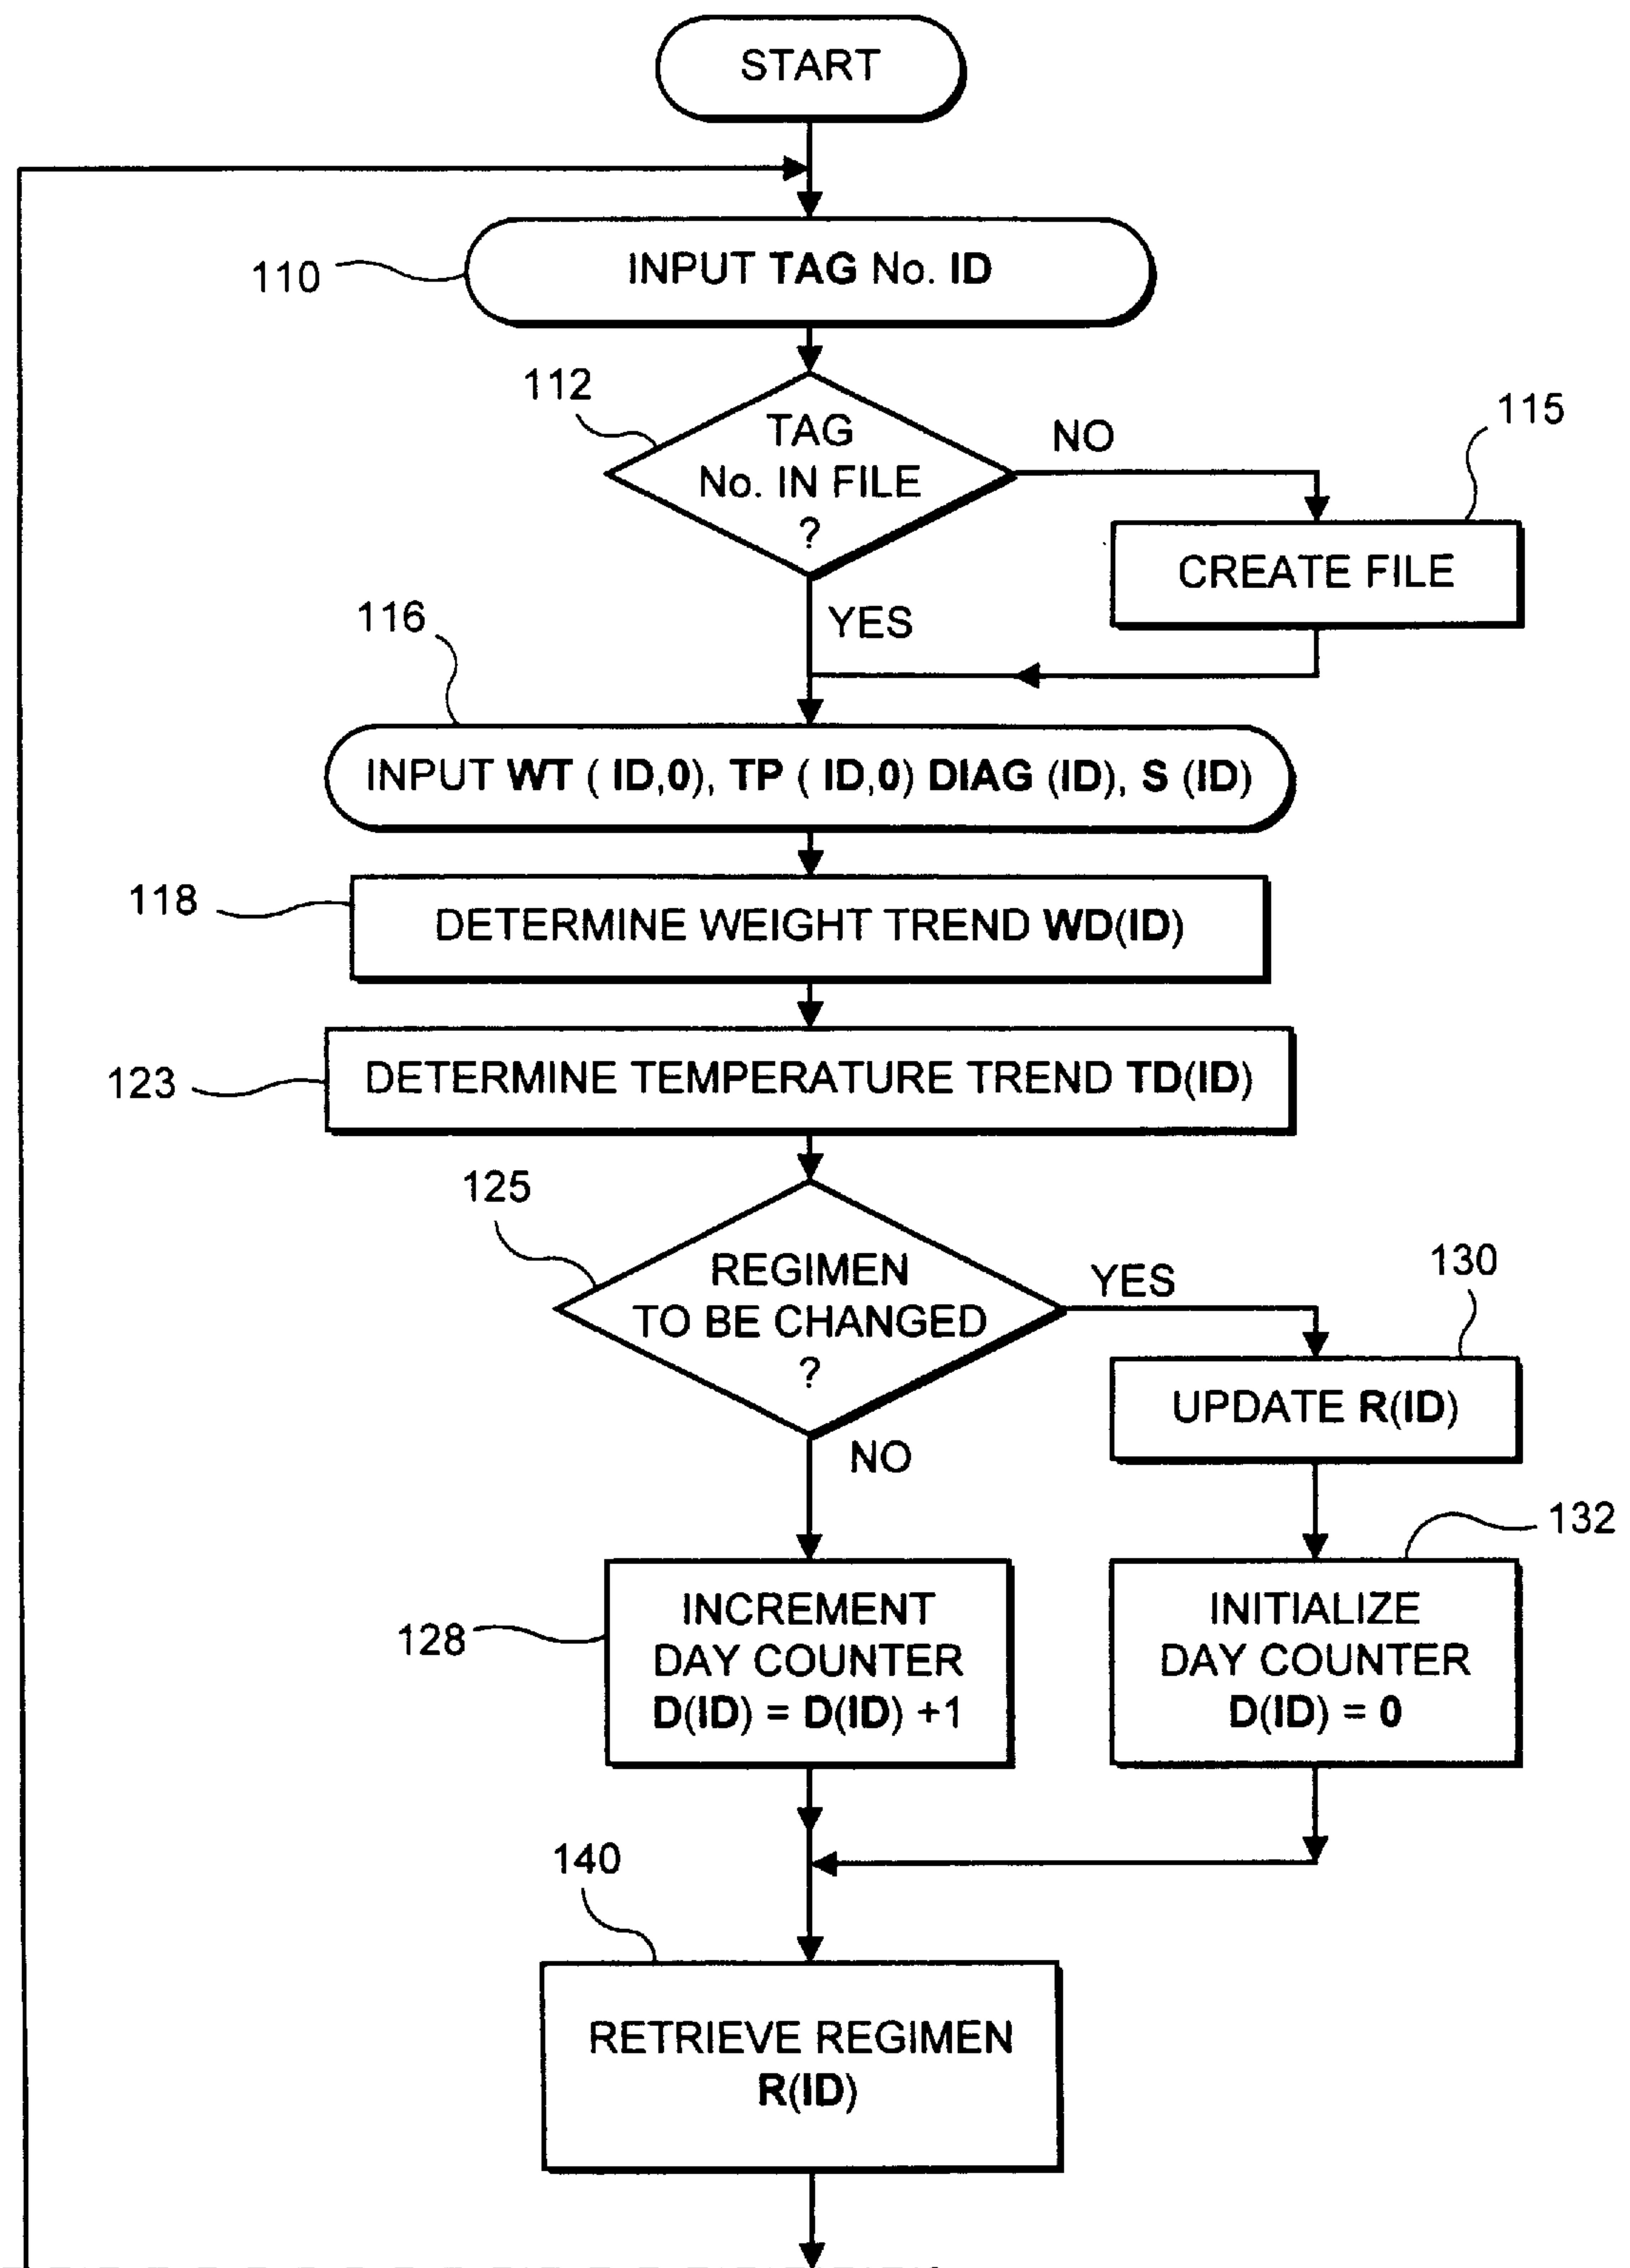 START
INPUT TAG No. ID
110
112
TAG
No. IN FILE
?
NO
115
CREATE FILE
YES
116
INPUT WT ( ID,0), TP ( ID,0) DIAG (ID), S (ID)
118
DETERMINE WEIGHT TREND WD(ID)
123
DETERMINE TEMPERATURE TREND TD(ID)
125
REGIMEN
TO BE CHANGED
?
YES
130
UPDATE R(ID)
NO
132
128
INCREMENT
DAY COUNTER
D(ID) = D(ID) +1
INITIALIZE
DAY COUNTER
D(ID) = 0
140
RETRIEVE REGIMEN
R(ID)